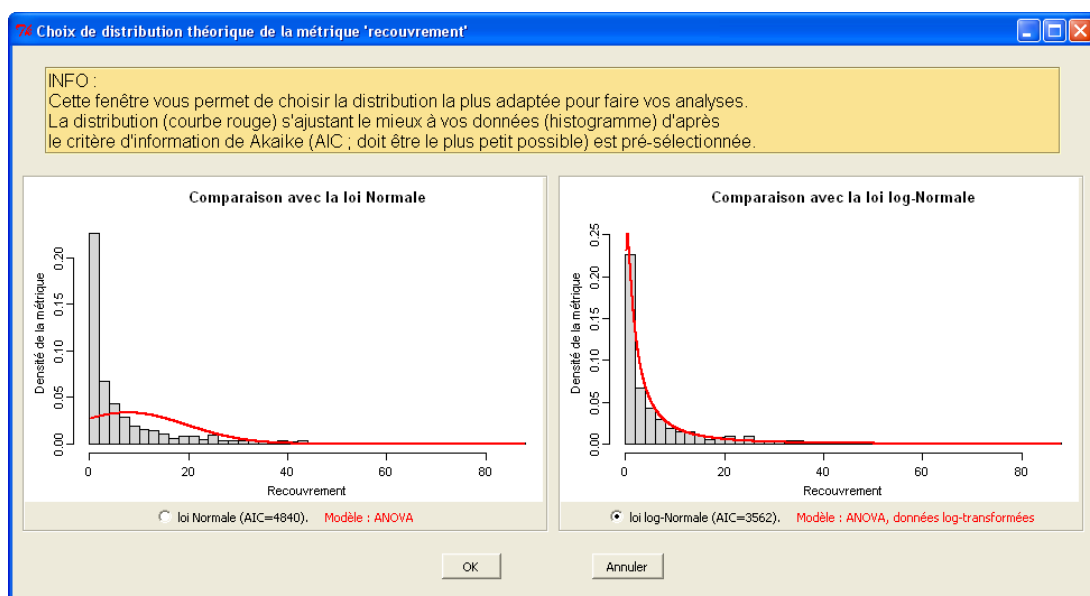 Choix de distribution théorique de la métrique 'recouvrement'
INFO :
Cette fenêtre vous permet de choisir la distribution la plus adaptée pour faire vos analyses.
La distribution (courbe rouge) s'ajustant le mieux à vos données (histogramme) d'après
le critère d'information de Akaike (AIC ; doit être le plus petit possible) est pré-sélectionnée.
Comparaison avec la loi Normale
Densité de la métrique
0.00 0.05 0.10 0.15 0.20
0 20 40 60 80
Recouvrement
loi Normale (AIC=4840). Modèle : ANOVA
Comparaison avec la loi log-Normale
Densité de la métrique
0.00 0.05 0.10 0.15 0.20 0.25
0 20 40 60 80
Recouvrement
loi log-Normale (AIC=3562). Modèle : ANOVA, données log-transformées
OK
Annuler